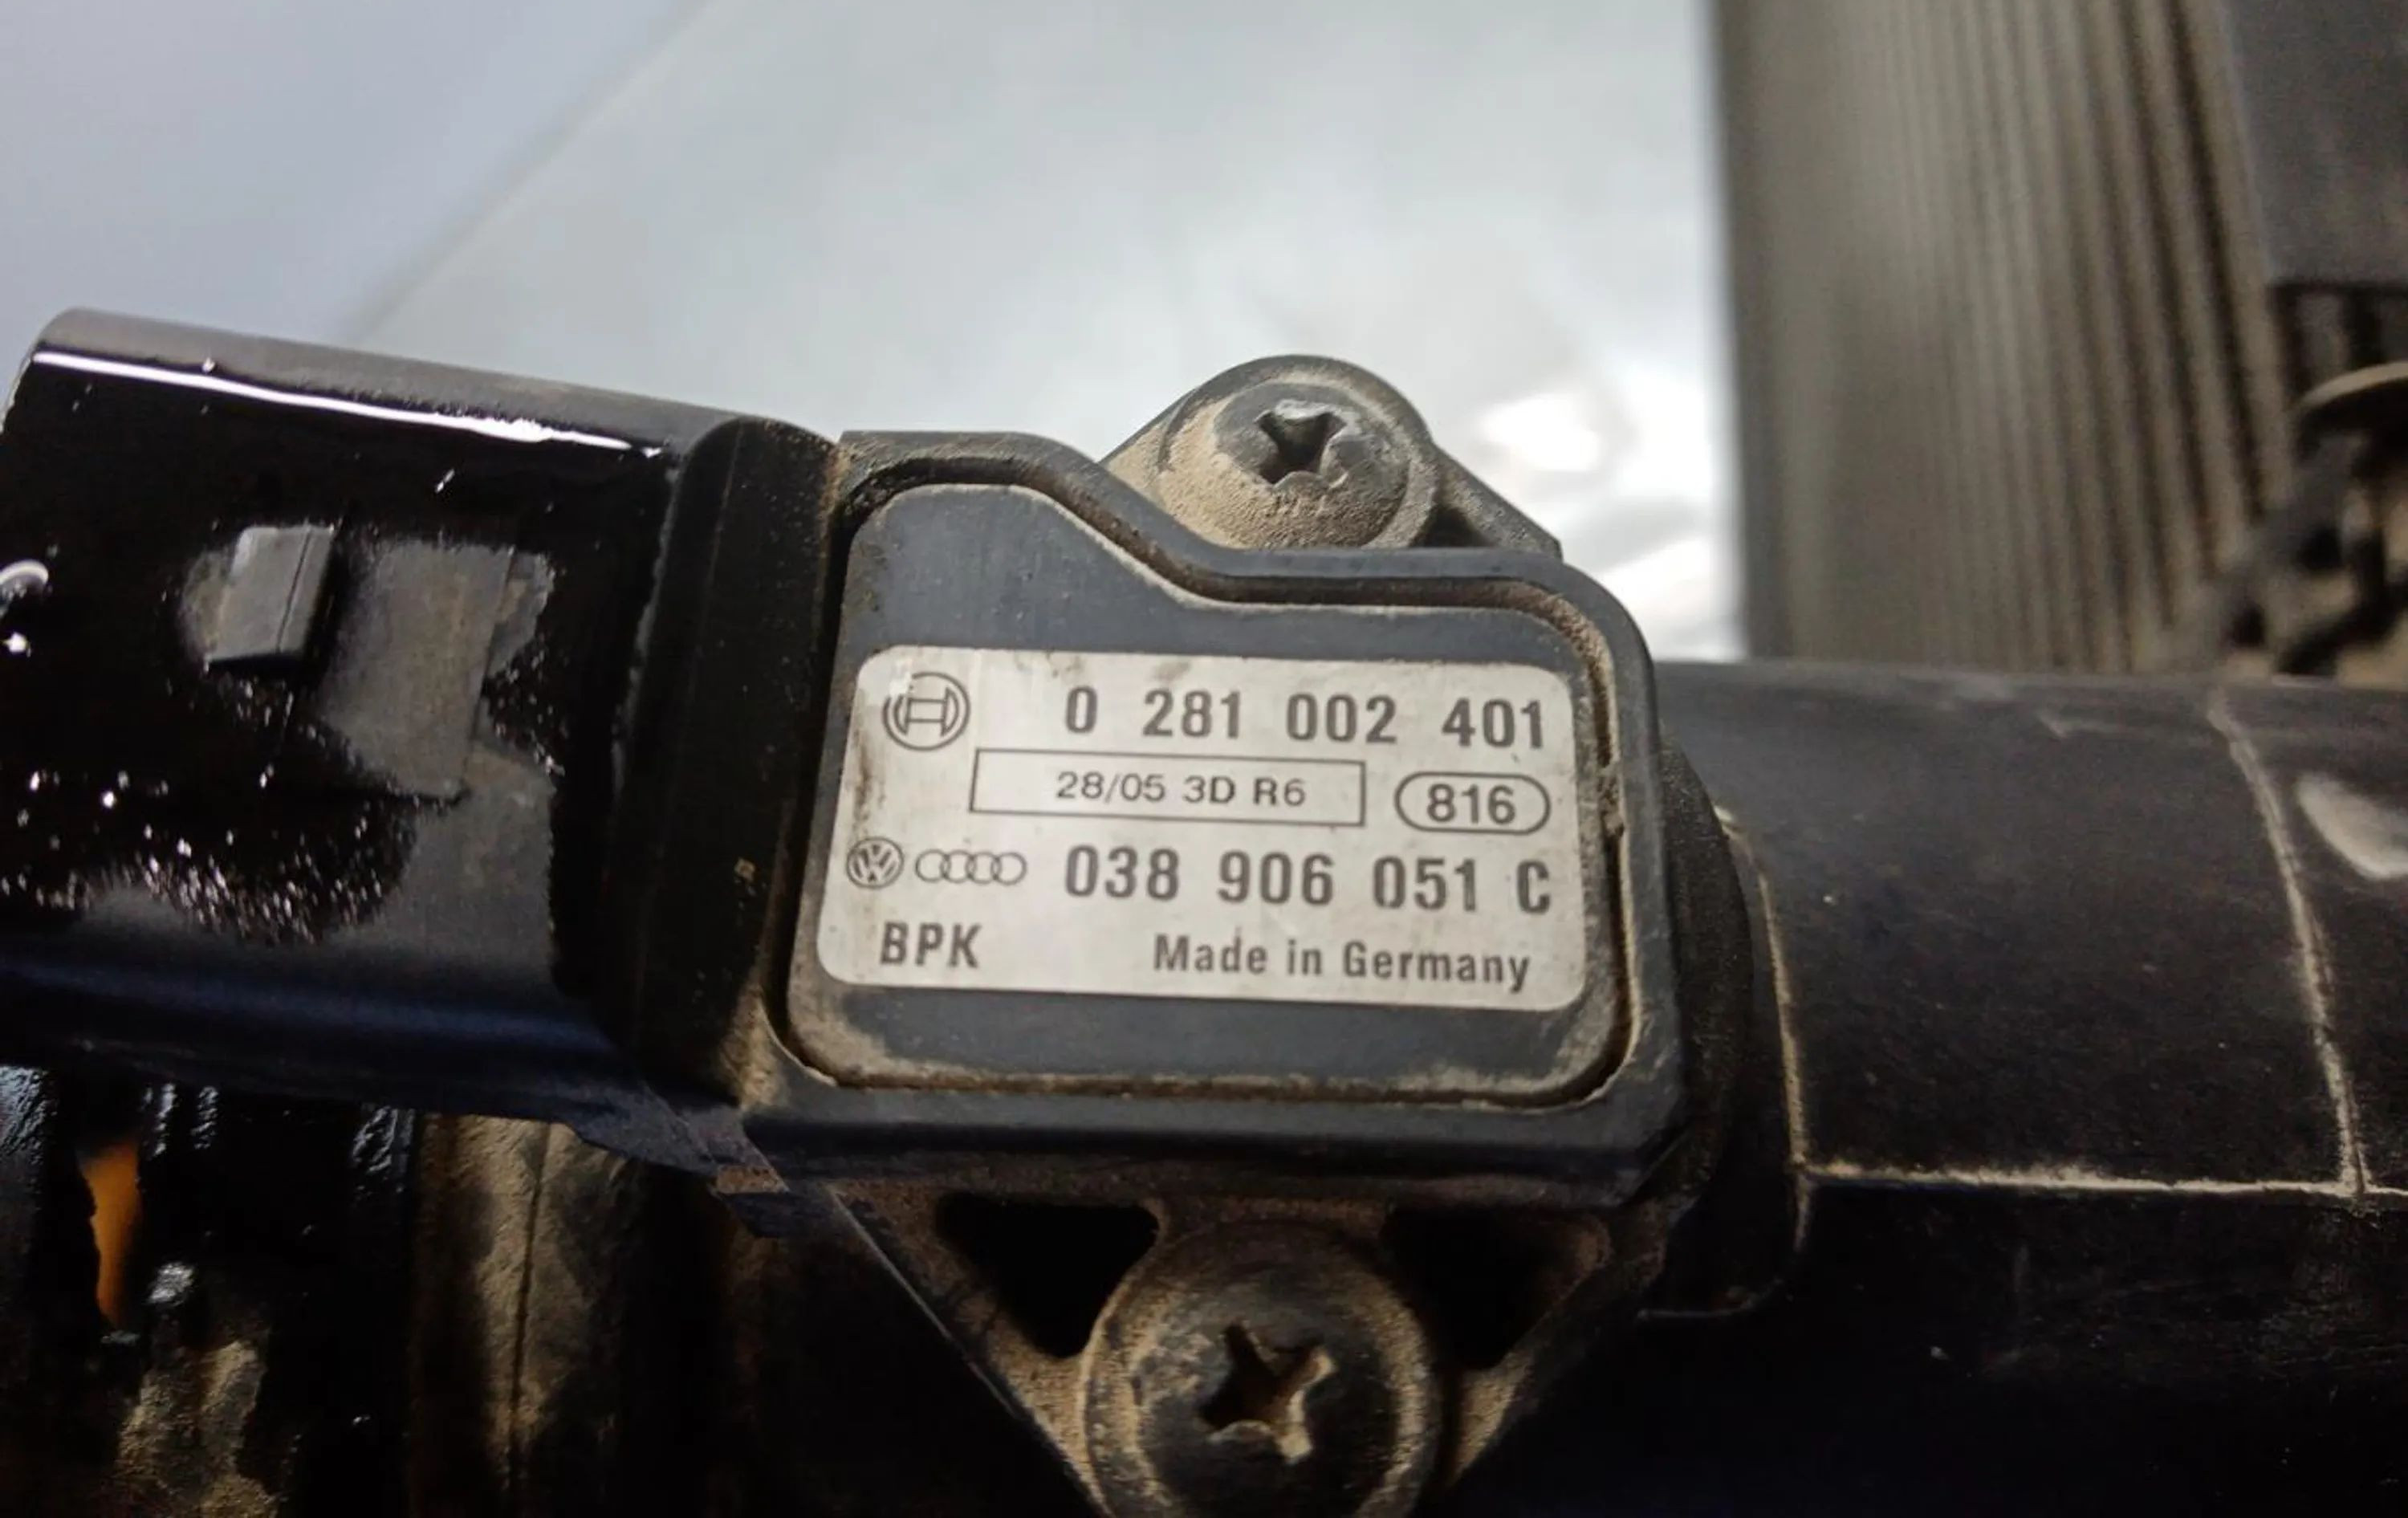 0 281 002 401
28/05 3D R6 816
038 906 051 C
BPK Made in Germany